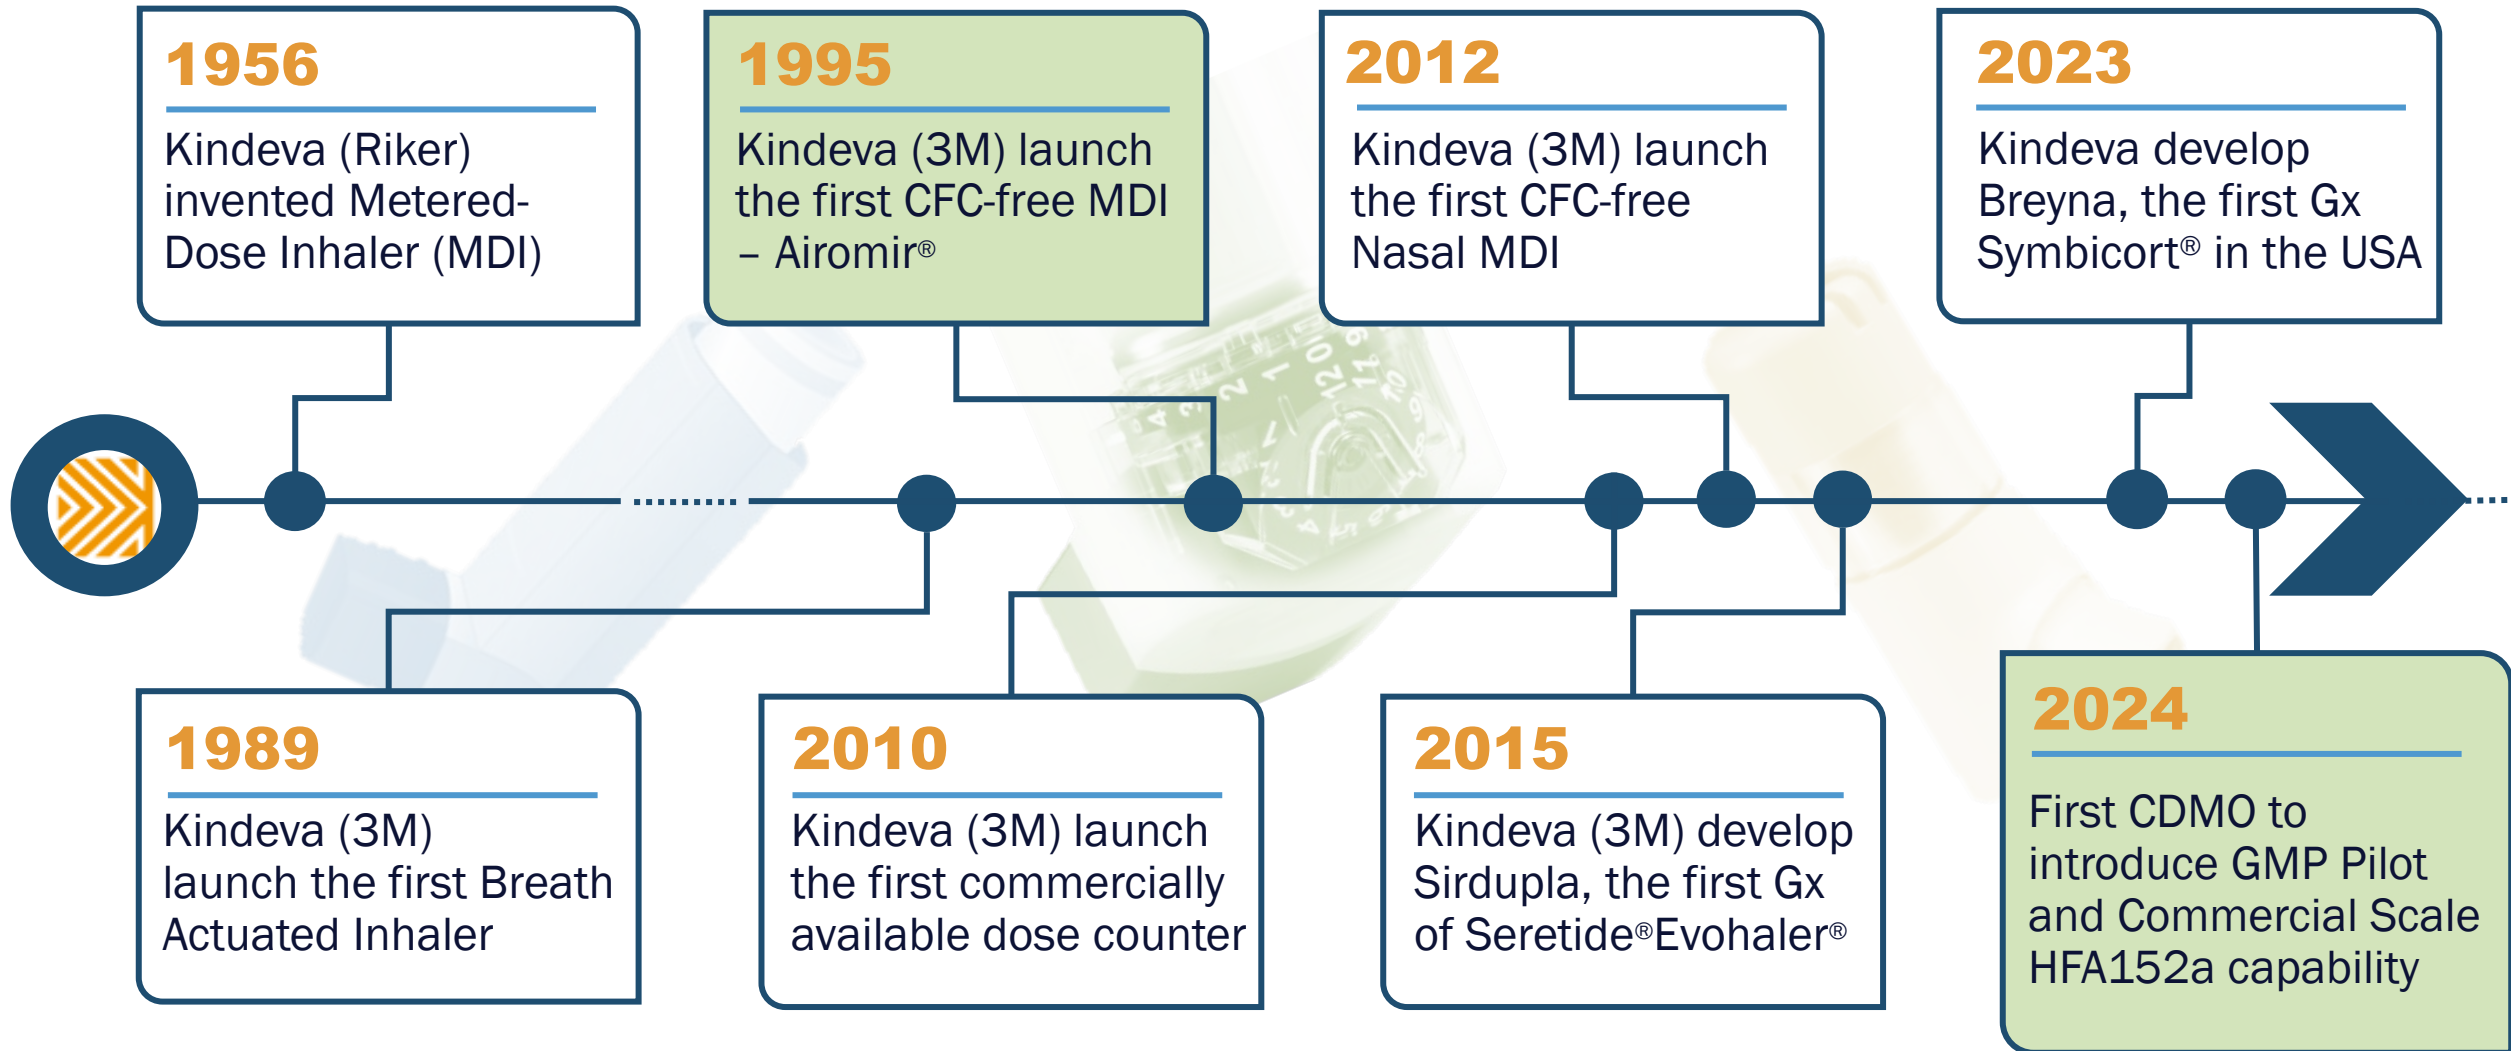 1956
Kindeva (Riker)
invented Metered-
Dose Inhaler (MDI)
1989
Kindeva (3M)
launch the first Breath
Actuated Inhaler
1995
Kindeva (3M) launch
the first CFC-free MDI
– Airomir®
2010
Kindeva (3M) launch
the first commercially
available dose counter
2012
Kindeva (3M) launch
the first CFC-free
Nasal MDI
2015
Kindeva (3M) develop
Sirdupla, the first Gx
of Seretide®Evohaler®
2023
Kindeva develop
Breyna, the first Gx
Symbicort® in the USA
2024
First CDMO to
introduce GMP Pilot
and Commercial Scale
HFA152a capability